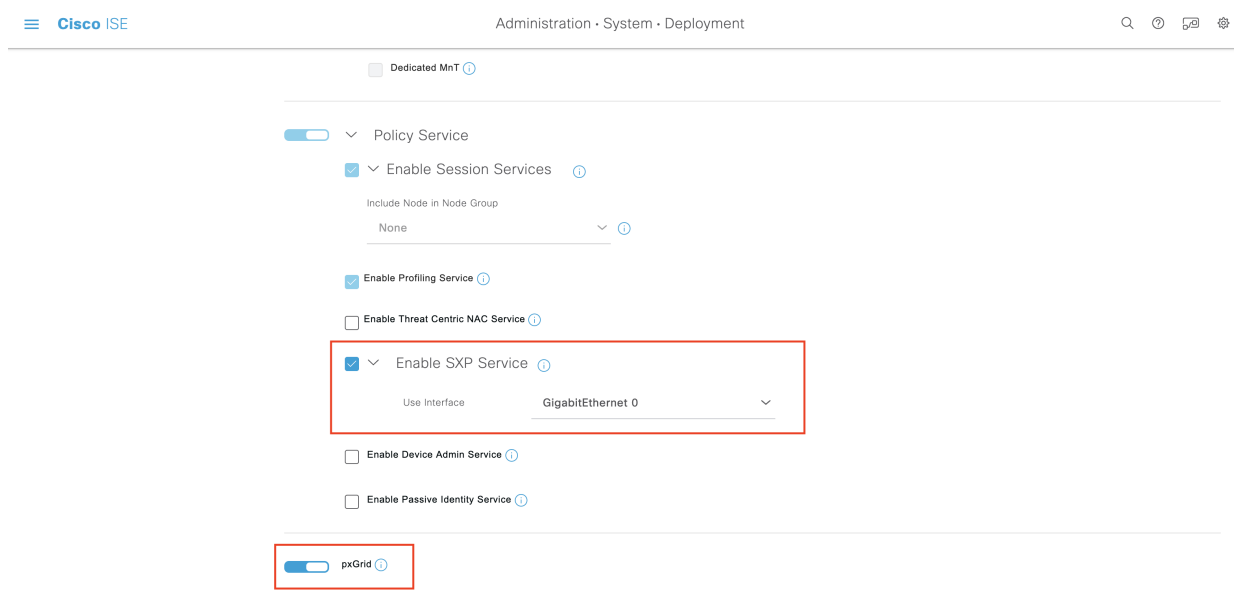 Cisco ISE
Administration · System · Deployment
Dedicated MnT
Policy Service
Enable Session Services
Include Node in Node Group
None
Enable Profiling Service
Enable Threat Centric NAC Service
Enable SXP Service
Use Interface
GigabitEthernet 0
Enable Device Admin Service
Enable Passive Identity Service
pxGrid